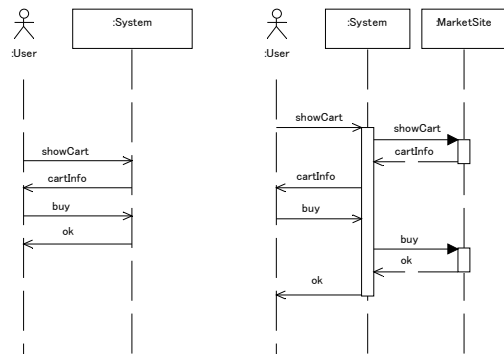 :User
:System
showCart
cartInfo
buy
ok
:User
:System
:MarketSite
showCart
showCart
cartInfo
cartInfo
buy
buy
ok
ok